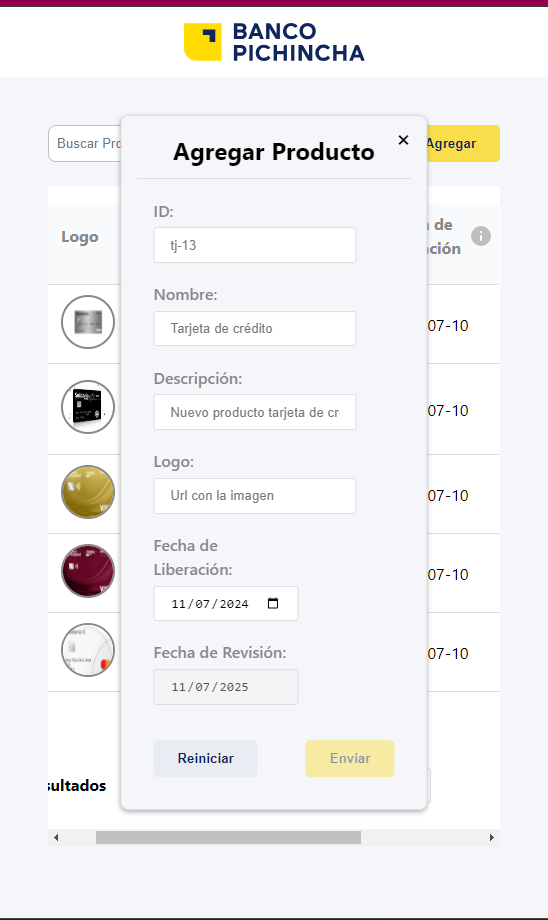 BANCO
PICHINCHA
Buscar Pro
Agregar
Agregar Producto
Logo
de
ación
ID:
tj-13
Nombre:
Tarjeta de crédito
07-10
Descripción:
Nuevo producto tarjeta de cr
07-10
Logo:
Url con la imagen
07-10
Fecha de
Liberación:
11/07/2024
07-10
Fecha de Revisión:
11/07/2025
07-10
Reiniciar
Enviar
sultados